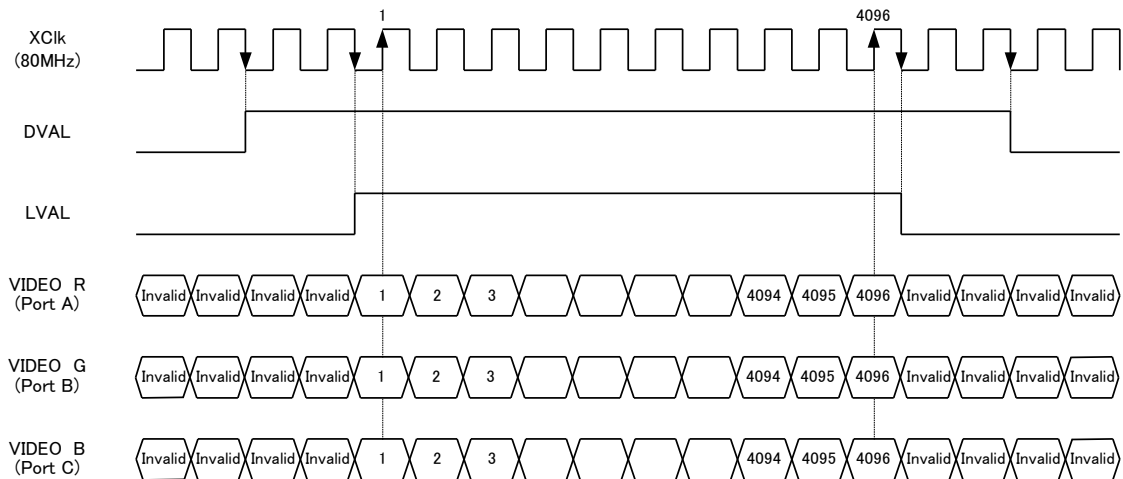 1 4096
XClk
(80MHz)
DVAL
LVAL
VIDEO R
(Port A)
Invalid Invalid Invalid Invalid 1 2 3 4094 4095 4096 Invalid Invalid Invalid Invalid
VIDEO G
(Port B)
Invalid Invalid Invalid Invalid 1 2 3 4094 4095 4096 Invalid Invalid Invalid Invalid
VIDEO B
(Port C)
Invalid Invalid Invalid Invalid 1 2 3 4094 4095 4096 Invalid Invalid Invalid Invalid